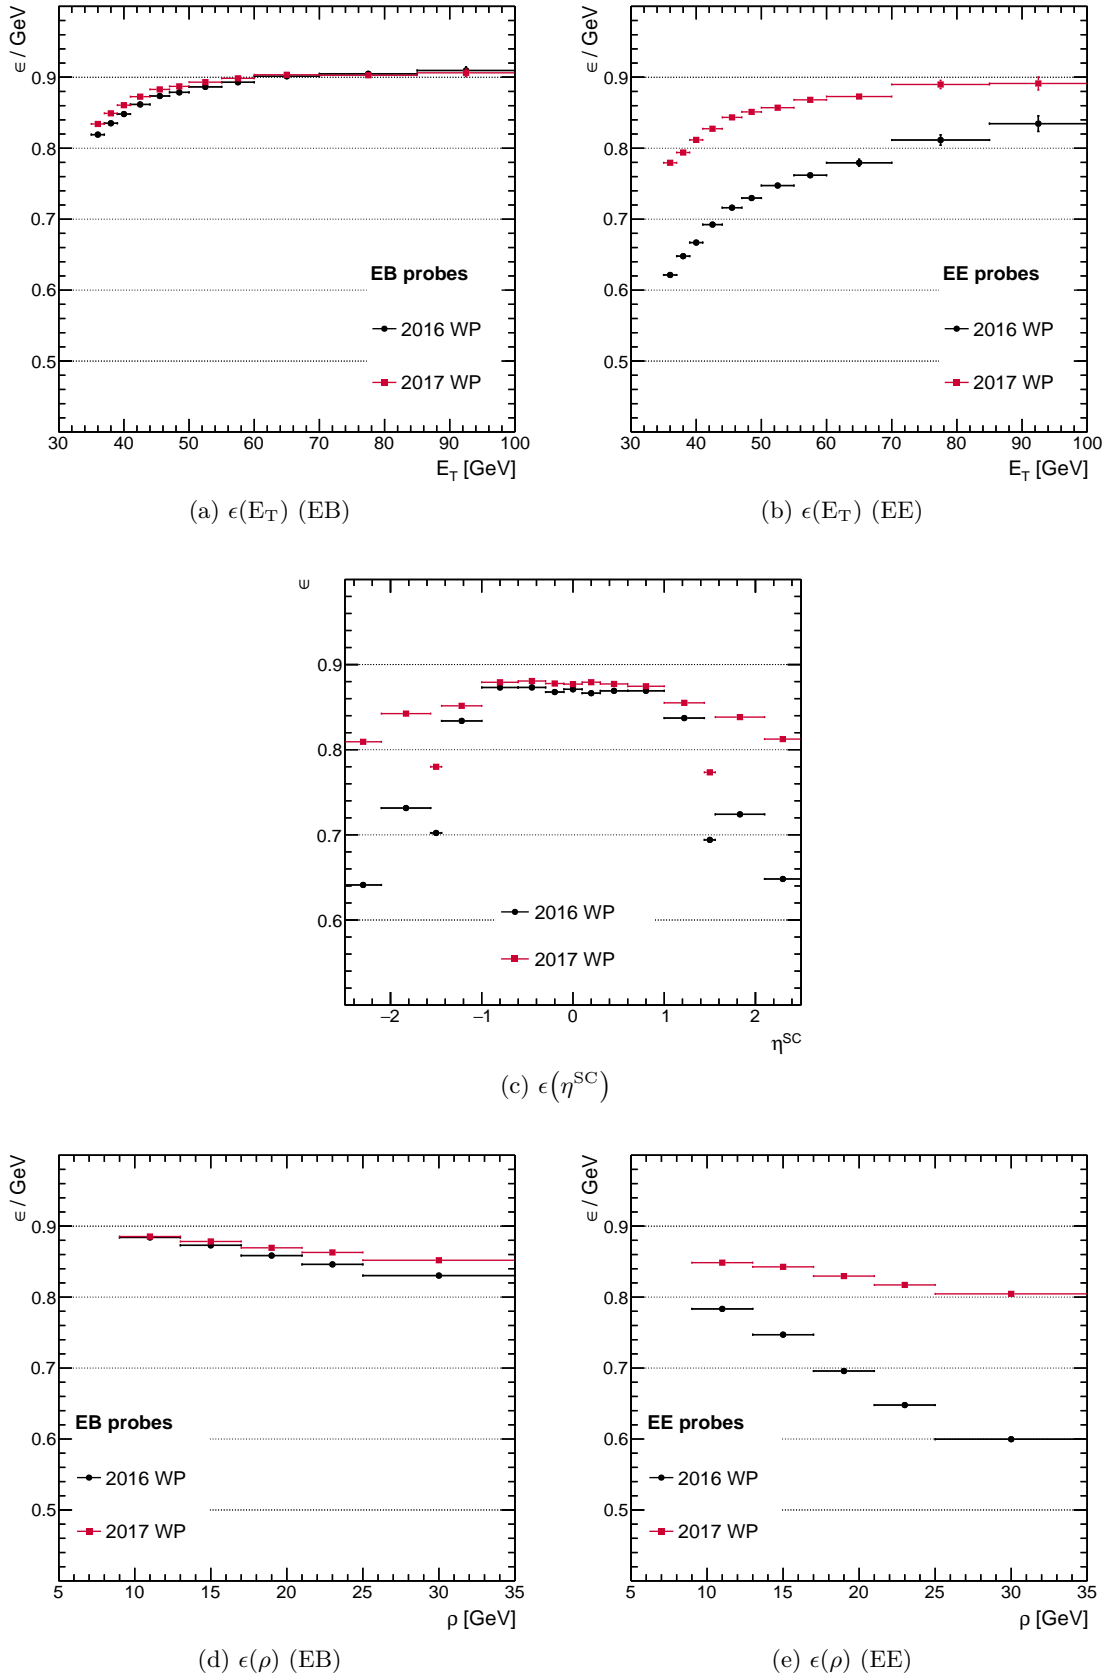 ∈ / GeV
0.9
0.8
0.7
0.6
0.5
EB probes
2016 WP
2017 WP
30 40 50 60 70 80 90 100
E_T [GeV]
(a) ϵ(E_T) (EB)
∈ / GeV
0.9
0.8
0.7
0.6
0.5
EE probes
2016 WP
2017 WP
30 40 50 60 70 80 90 100
E_T [GeV]
(b) ϵ(E_T) (EE)
∈
0.9
0.8
0.7
0.6
2016 WP
2017 WP
−2 −1 0 1 2
η^SC
(c) ϵ(η^SC)
∈ / GeV
0.9
0.8
0.7
0.6
0.5
EB probes
2016 WP
2017 WP
5 10 15 20 25 30 35
ρ [GeV]
(d) ϵ(ρ) (EB)
∈ / GeV
0.9
0.8
0.7
0.6
0.5
EE probes
2016 WP
2017 WP
5 10 15 20 25 30 35
ρ [GeV]
(e) ϵ(ρ) (EE)